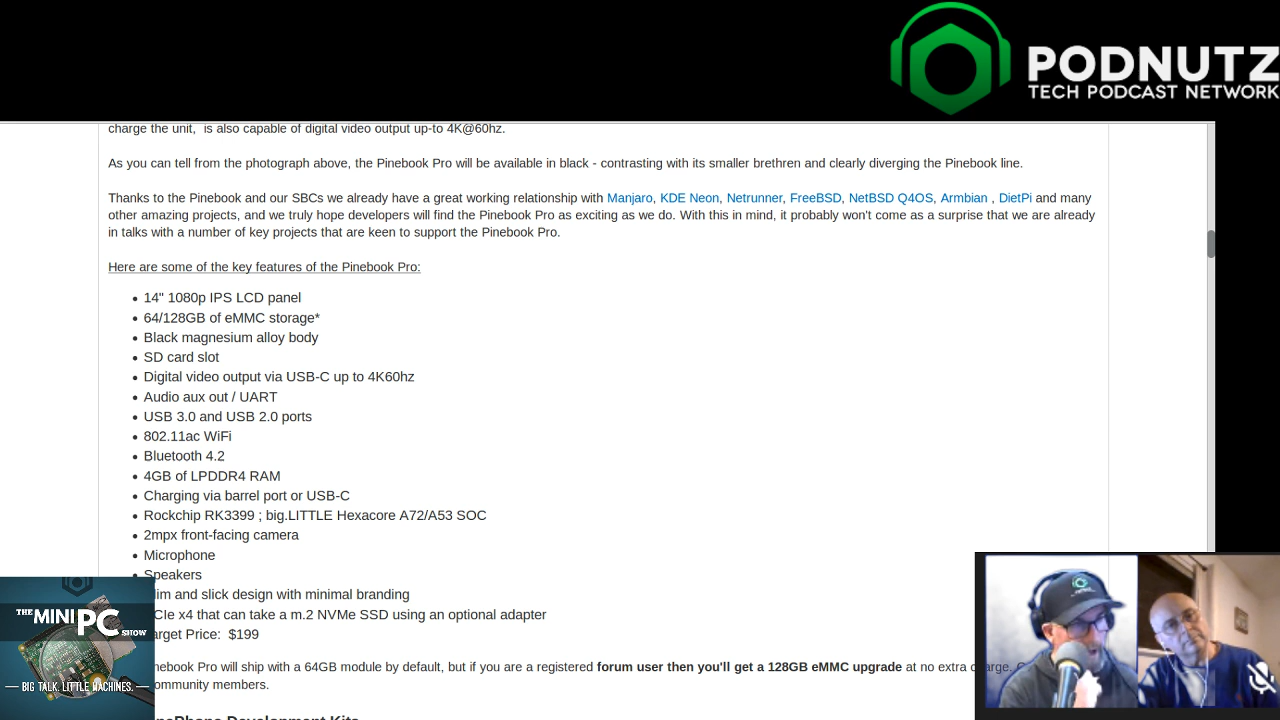 PODNUTZ
TECH PODCAST NETWORK
charge the unit,  is also capable of digital video output up-to 4K@60hz.
As you can tell from the photograph above, the Pinebook Pro will be available in black - contrasting with its smaller brethren and clearly diverging the Pinebook line.
Thanks to the Pinebook and our SBCs we already have a great working relationship with Manjaro, KDE Neon, Netrunner, FreeBSD, NetBSD Q4OS, Armbian , DietPi and many
other amazing projects, and we truly hope developers will find the Pinebook Pro as exciting as we do. With this in mind, it probably won't come as a surprise that we are already
in talks with a number of key projects that are keen to support the Pinebook Pro.
Here are some of the key features of the Pinebook Pro:
14" 1080p IPS LCD panel
64/128GB of eMMC storage*
Black magnesium alloy body
SD card slot
Digital video output via USB-C up to 4K60hz
Audio aux out / UART
USB 3.0 and USB 2.0 ports
802.11ac WiFi
Bluetooth 4.2
4GB of LPDDR4 RAM
Charging via barrel port or USB-C
Rockchip RK3399 ; big.LITTLE Hexacore A72/A53 SOC
2mpx front-facing camera
Microphone
Speakers
im and slick design with minimal branding
CIe x4 that can take a m.2 NVMe SSD using an optional adapter
arget Price:  $199
nebook Pro will ship with a 64GB module by default, but if you are a registered forum user then you'll get a 128GB eMMC upgrade at no extra
ommunity members.
THE MINI PC SHOW
BIG TALK. LITTLE MACHINES.